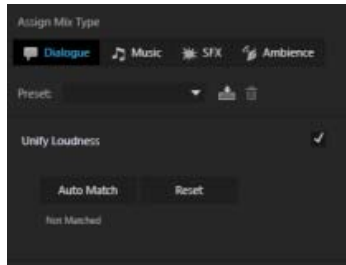 Assign Mix Type
Dialogue Music SFX Ambience
Preset:
Unify Loudness
Auto Match Reset
Not Matched